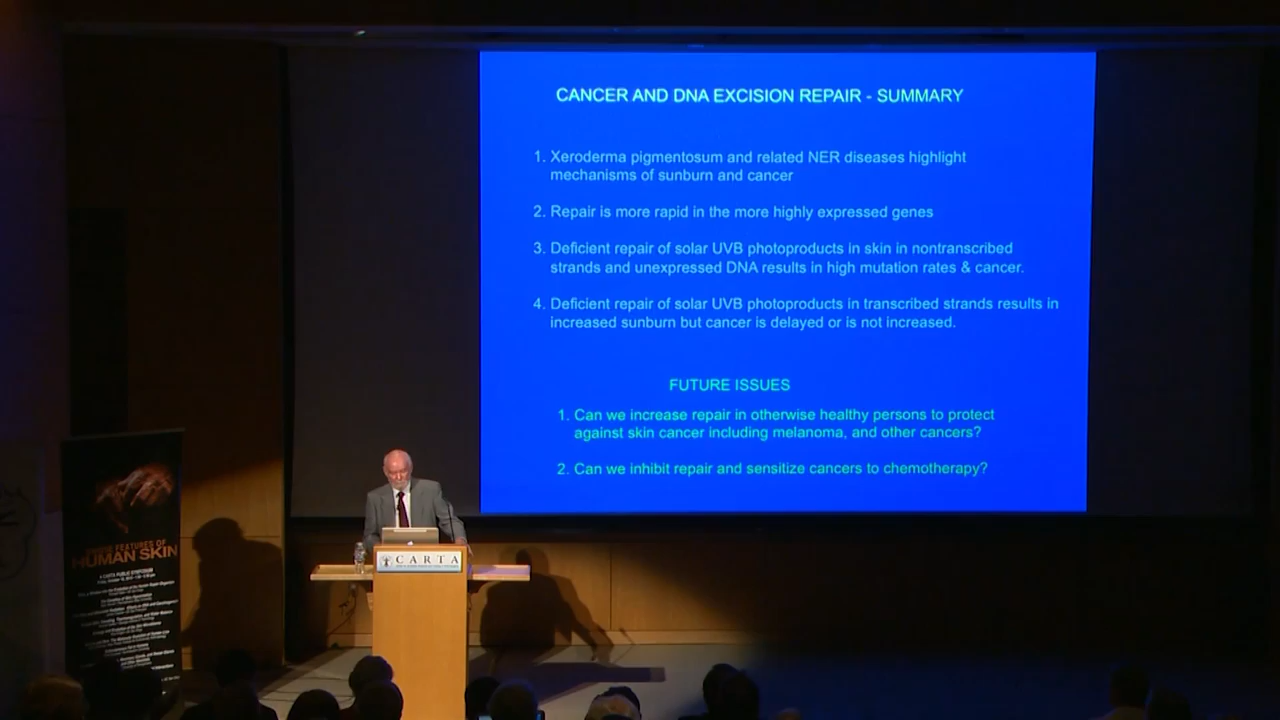 CANCER AND DNA EXCISION REPAIR - SUMMARY
1. Xeroderma pigmentosum and related NER diseases highlight
mechanisms of sunburn and cancer
2. Repair is more rapid in the more highly expressed genes
3. Deficient repair of solar UVB photoproducts in skin in nontranscribed
strands and unexpressed DNA results in high mutation rates & cancer.
4. Deficient repair of solar UVB photoproducts in transcribed strands results in
increased sunburn but cancer is delayed or is not increased.
FUTURE ISSUES
1. Can we increase repair in otherwise healthy persons to protect
against skin cancer including melanoma, and other cancers?
2. Can we inhibit repair and sensitize cancers to chemotherapy?
CARTA
FEATURES OF
HUMAN SKIN
A CARTA PUBLIC SYMPOSIUM